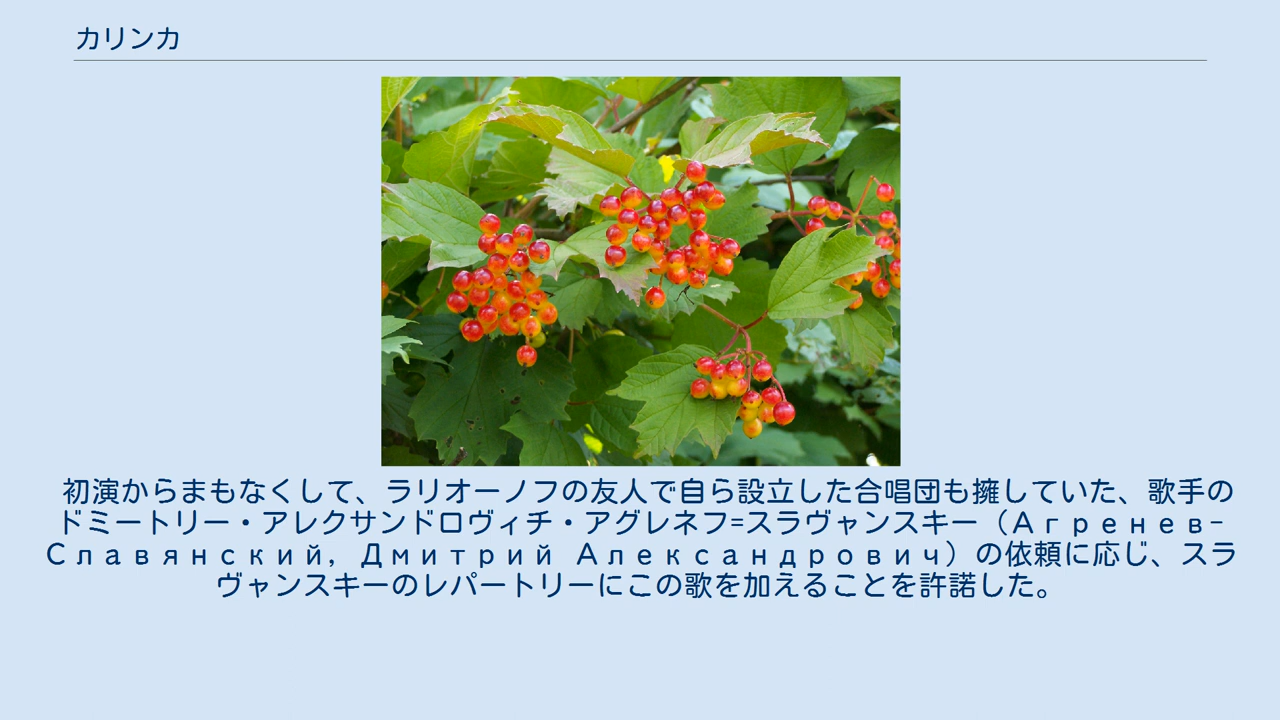 カリンカ
初演からまもなくして、ラリオーノフの友人で自ら設立した合唱団も擁していた、歌手の
ドミートリー・アレクサンドロヴィチ・アグレネフ=スラヴャンスキー（Агренев-
Славянский, Дмитрий Александрович）の依頼に応じ、スラ
ヴャンスキーのレパートリーにこの歌を加えることを許諾した。